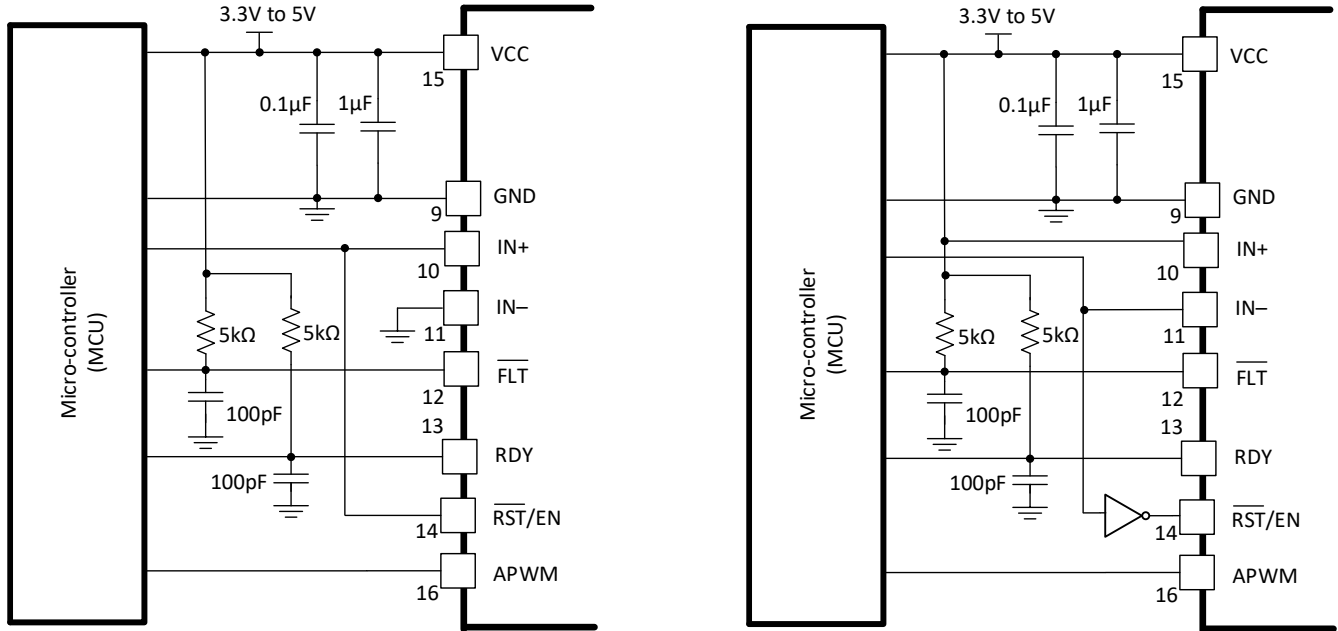 3.3V to 5V
VCC
15
0.1µF
1µF
GND
9
IN+
10
IN–
11
5kΩ
5kΩ
Micro-controller
(MCU)
FLT
12
100pF
13
RDY
100pF
RST/EN
14
APWM
16
3.3V to 5V
VCC
15
0.1µF
1µF
GND
9
IN+
10
IN–
11
5kΩ
5kΩ
Micro-controller
(MCU)
FLT
12
100pF
13
RDY
100pF
RST/EN
14
APWM
16